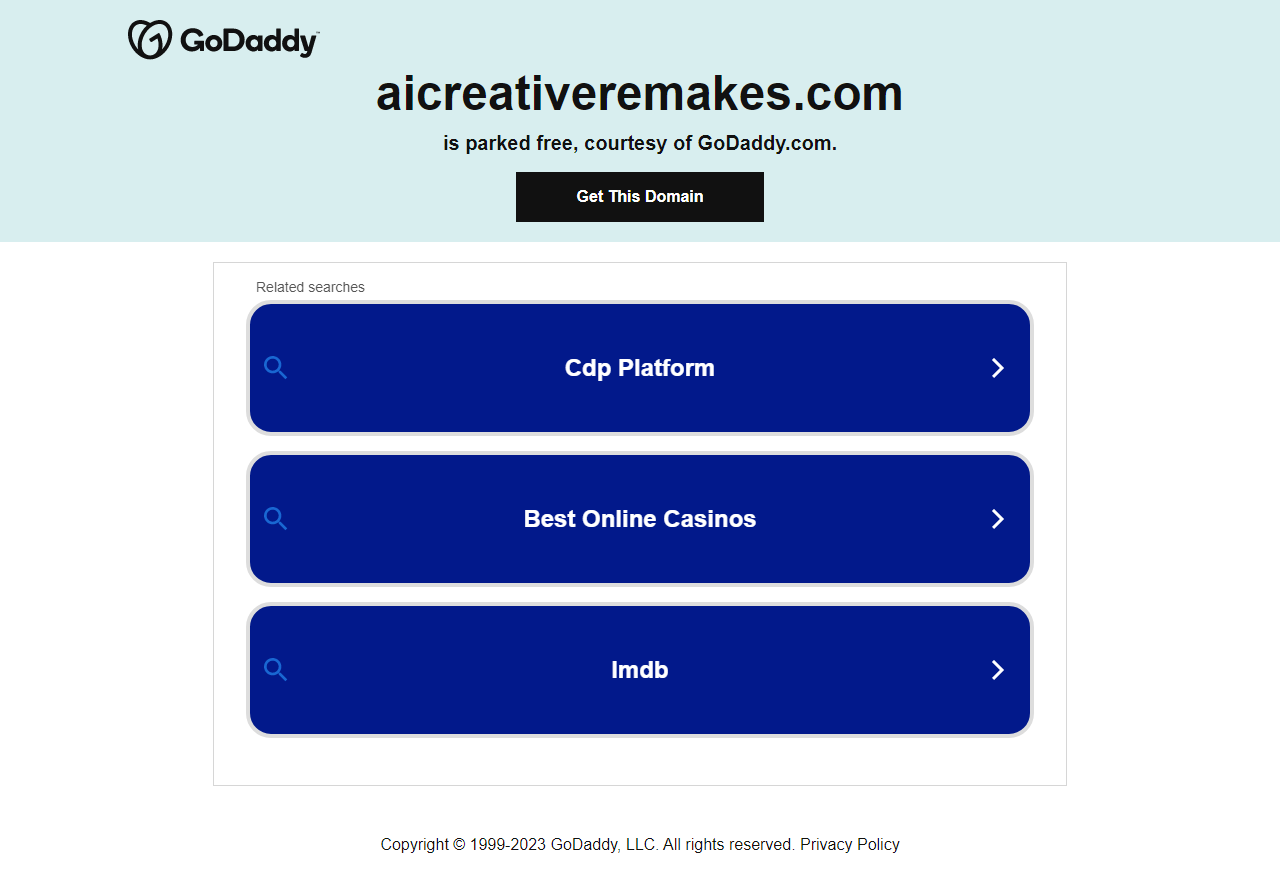 GoDaddy™
aicreativeremakes.com
is parked free, courtesy of GoDaddy.com.
Get This Domain
Related searches
Cdp Platform
Best Online Casinos
Imdb
Copyright © 1999-2023 GoDaddy, LLC. All rights reserved. Privacy Policy